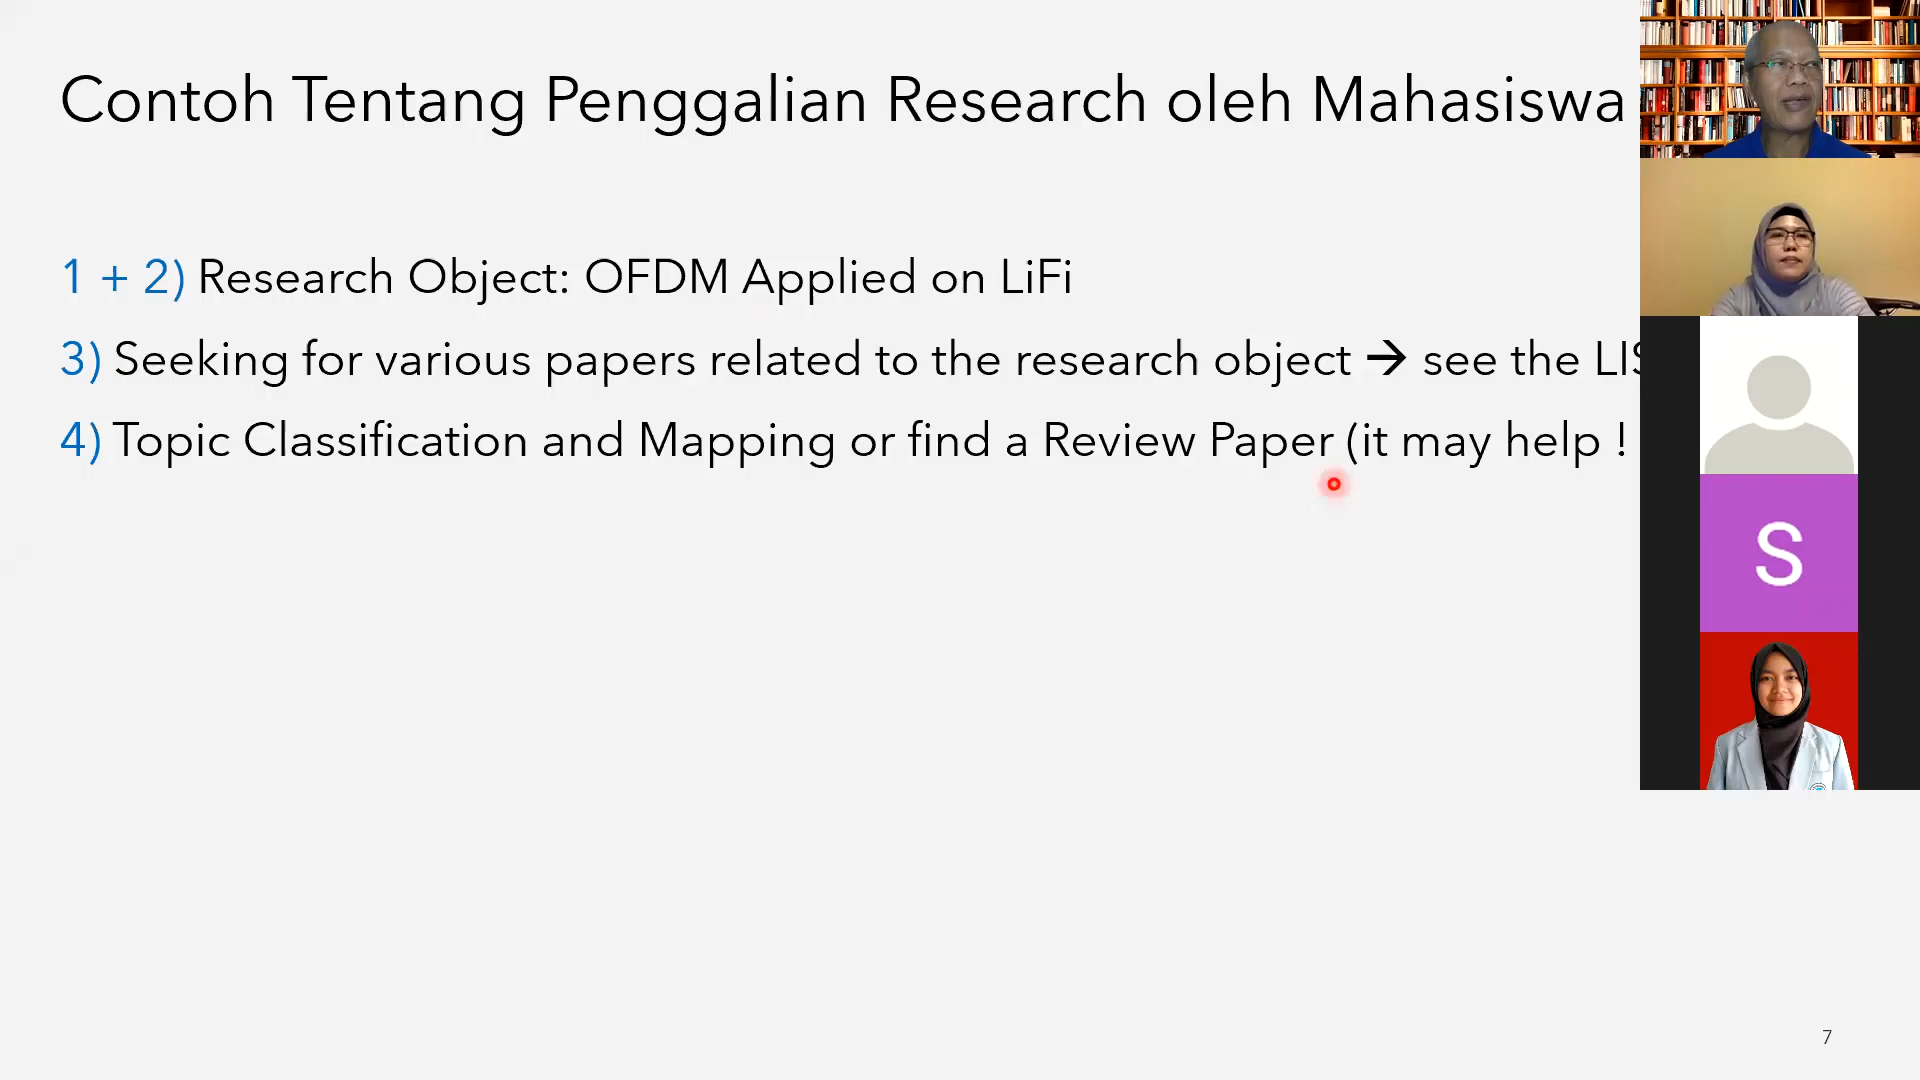 Contoh Tentang Penggalian Research oleh Mahasiswa
1 + 2) Research Object: OFDM Applied on LiFi
3) Seeking for various papers related to the research object → see the
4) Topic Classification and Mapping or find a Review Paper (it may help !
S
7